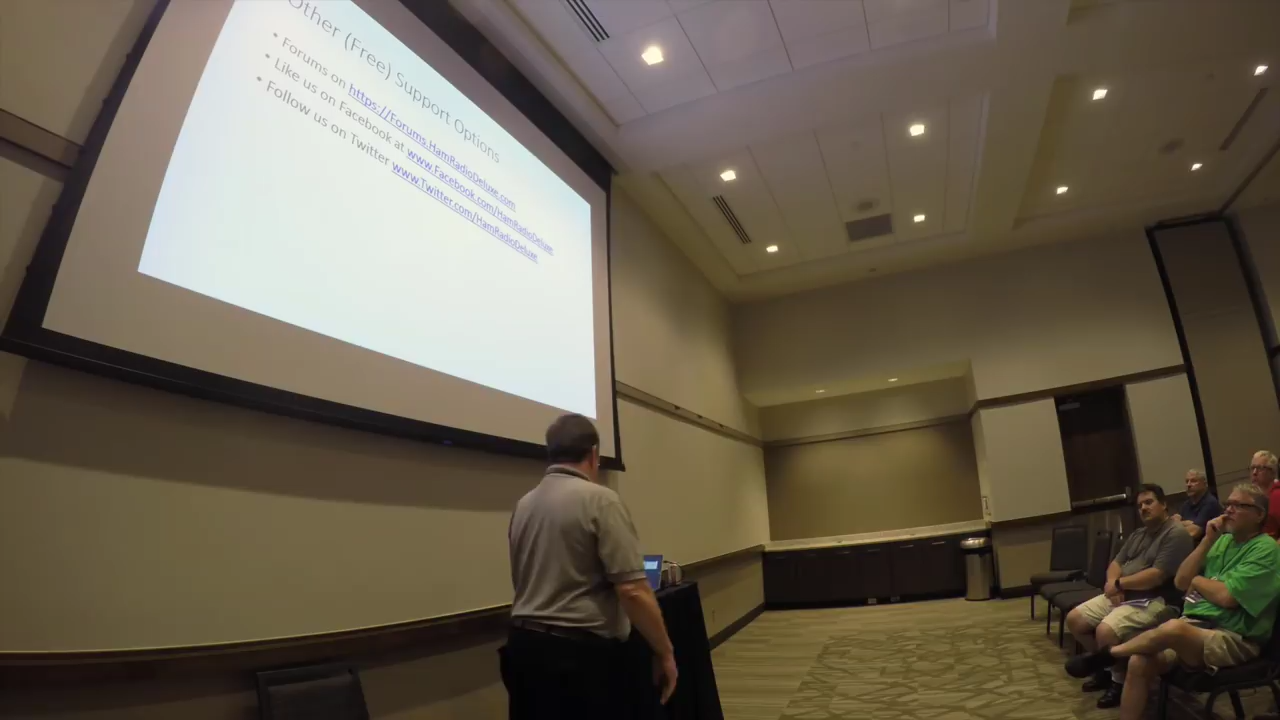 Other (Free) Support Options
• Forums on https://Forums.HamRadioDeluxe.com
• Like us on Facebook at www.Facebook.com/HamRadioDeluxe
• Follow us on Twitter www.Twitter.com/HamRadioDeluxe